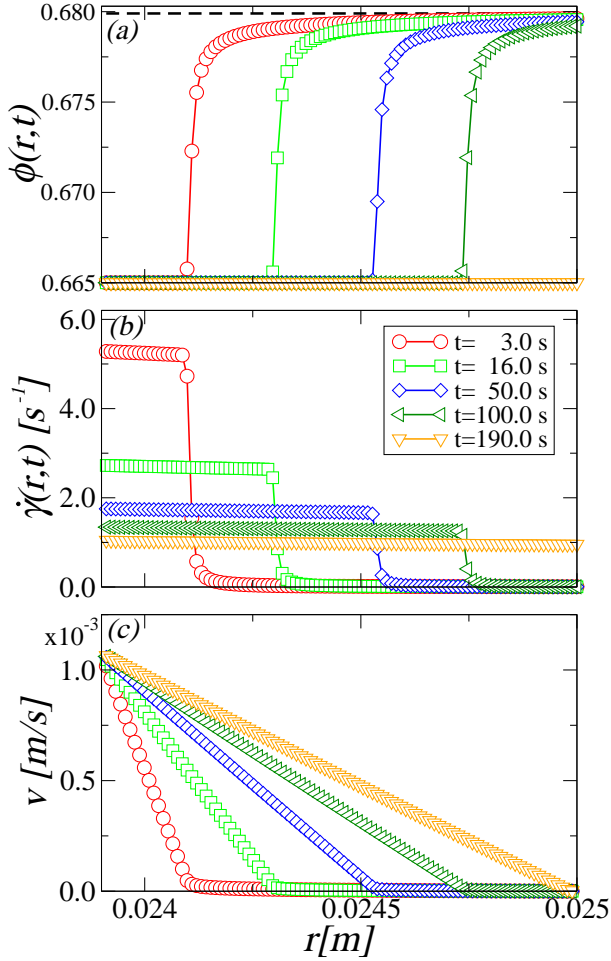 0.680
(a)
0.675
ϕ(r,t)
0.670
0.665
6.0
(b)
t= 3.0 s
t= 16.0 s
t= 50.0 s
t=100.0 s
t=190.0 s
4.0
γ̇(r,t) [s⁻¹]
2.0
0.0
x10⁻³
(c)
1.0
v [m/s]
0.5
0.0
0.024 0.0245 0.025
r[m]